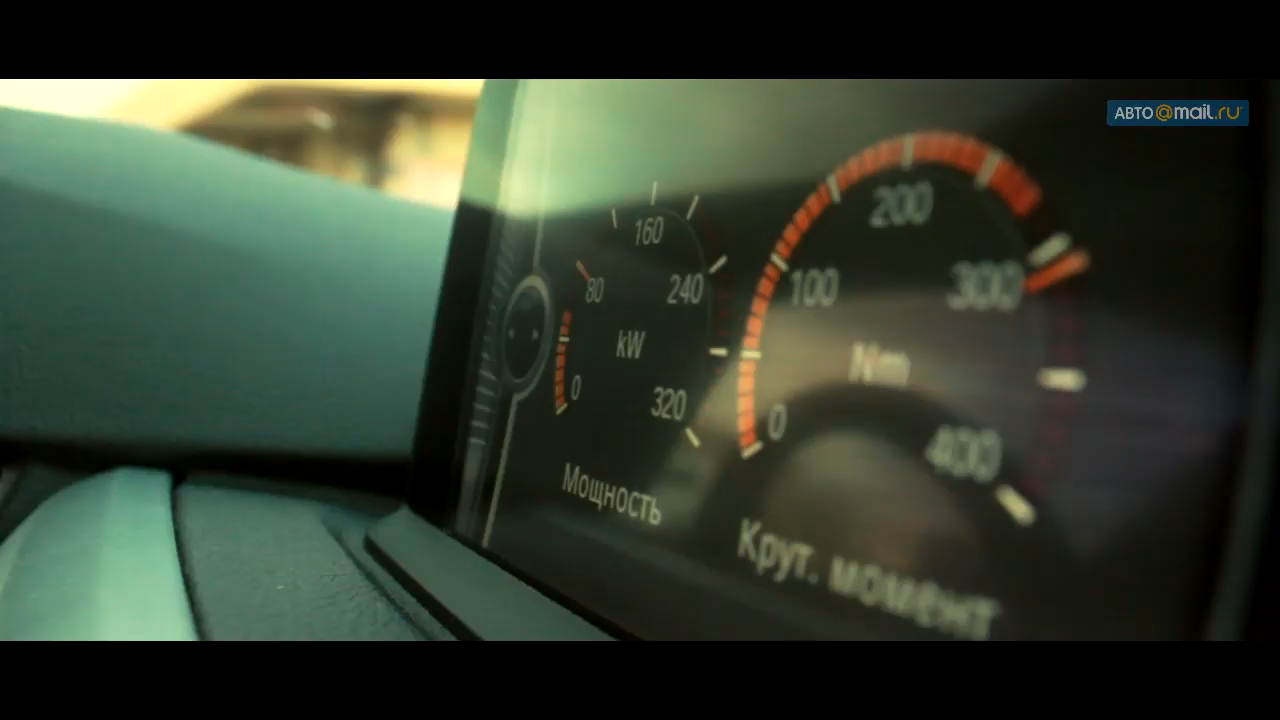 АВТО@mail.ru
160
80
240
kW
0
320
Мощность
200
100
300
Nm
0
400
Крут. момент